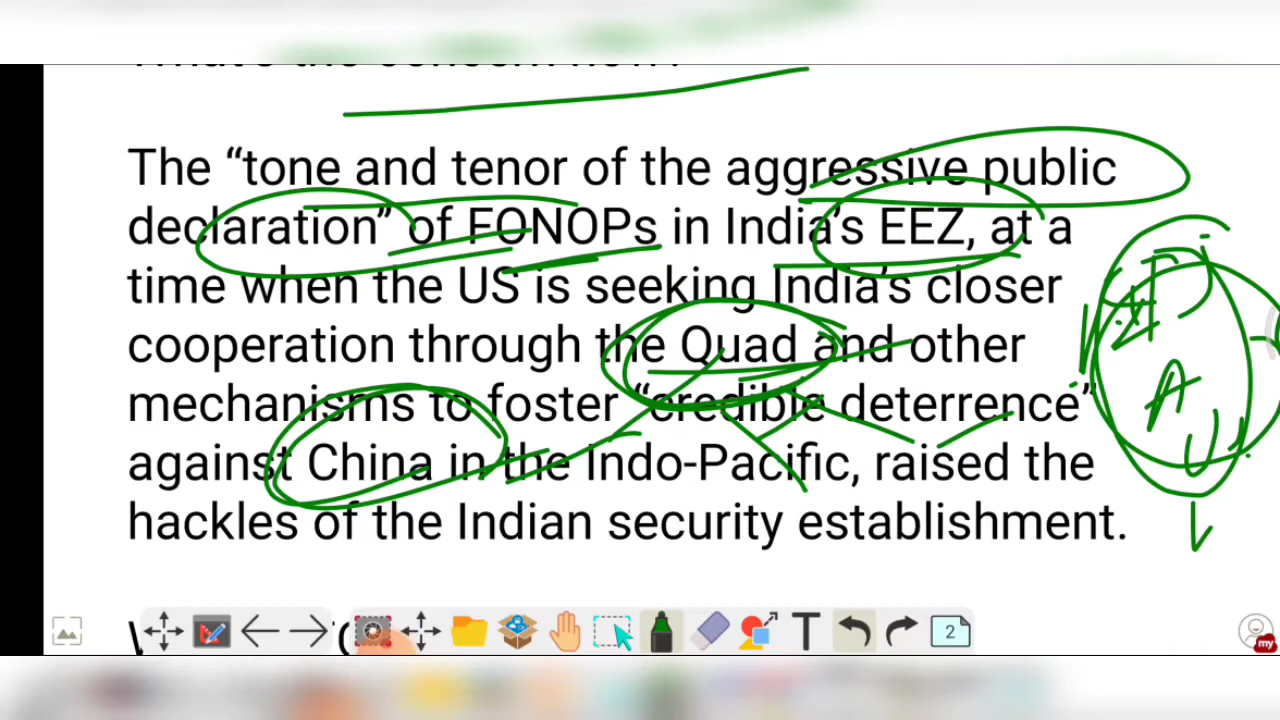 The “tone and tenor of the aggressive public
declaration” of FONOPs in India’s EEZ, at a
time when the US is seeking India’s closer
cooperation through the Quad and other
mechanisms to foster “credible deterrence”
against China in the Indo-Pacific, raised the
hackles of the Indian security establishment.
A
U
T
2
my